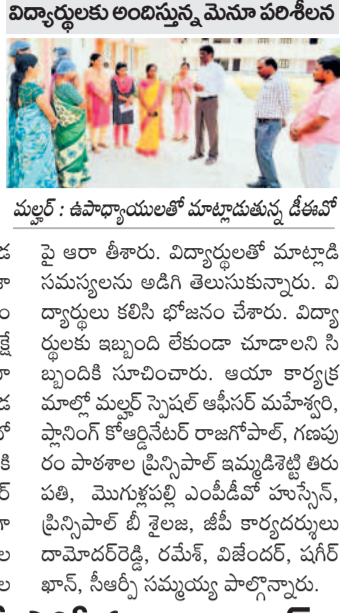 విద్యార్థులకు అందిస్తున్న మెనూ పరిశీలన
మల్హర్ : ఉపాధ్యాయులతో మాట్లాడుతున్న డీఈవో
పై ఆరా తీశారు. విద్యార్థులతో మాట్లాడి
సమస్యలను అడిగి తెలుసుకున్నారు. వి
ద్యార్థులు కలిసి భోజనం చేశారు. విద్యా
ర్థులకు ఇబ్బంది లేకుండా చూడాలని సి
బ్బందికి సూచించారు. ఆయా కార్యక్ర
మాల్లో మల్హర్ స్పెషల్ ఆఫీసర్ మహేశ్వరి,
ప్లానింగ్ కోఆర్డినేటర్ రాజగోపాల్, గణపు
రం పాఠశాల ప్రిన్సిపాల్ ఇమ్మడిశెట్టి తిరు
పతి, మొగుళ్లపల్లి ఎంపీడీవో హుస్సేన్,
ప్రిన్సిపాల్ బీ శైలజ, జీపీ కార్యదర్శులు
దామోదర్‌రెడ్డి, రమేశ్, విజేందర్, షగీర్
ఖాన్, సీఆర్పీ సమ్మయ్య పాల్గొన్నారు.